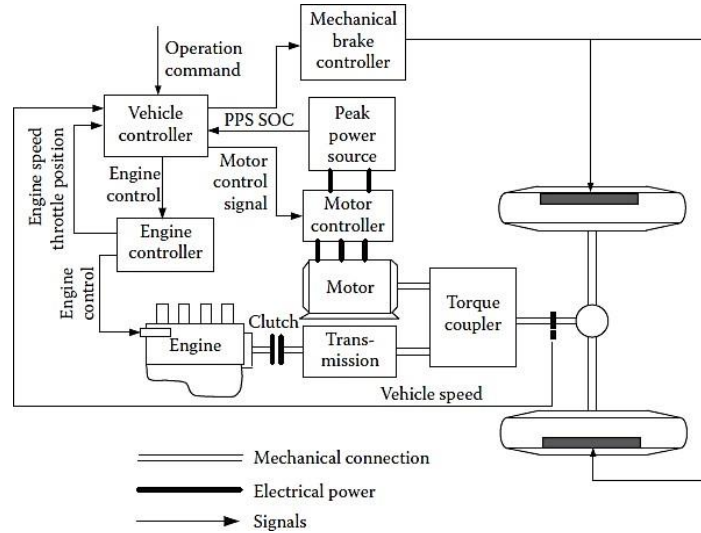 Mechanical
brake
controller
Operation
command
Vehicle
controller
PPS SOC
Peak
power
source
Engine speed
throttle position
Engine
control
Motor
control
signal
Motor
controller
Engine
controller
Engine
control
Motor
Torque
coupler
Clutch
Engine
Trans-
mission
Vehicle speed
Mechanical connection
Electrical power
Signals